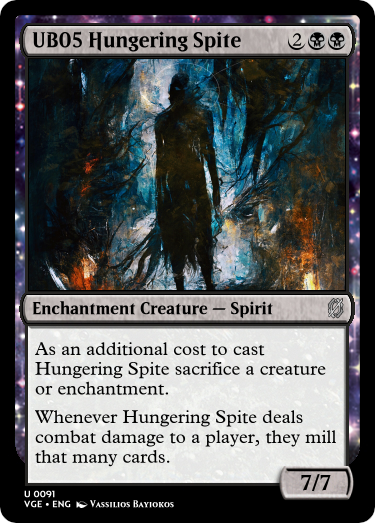 UB05 Hungering Spite 2
Enchantment Creature — Spirit
As an additional cost to cast
Hungering Spite sacrifice a creature
or enchantment.
Whenever Hungering Spite deals
combat damage to a player, they mill
that many cards.
7/7
U 0091
VGE • ENG Vassilios Bayiokos